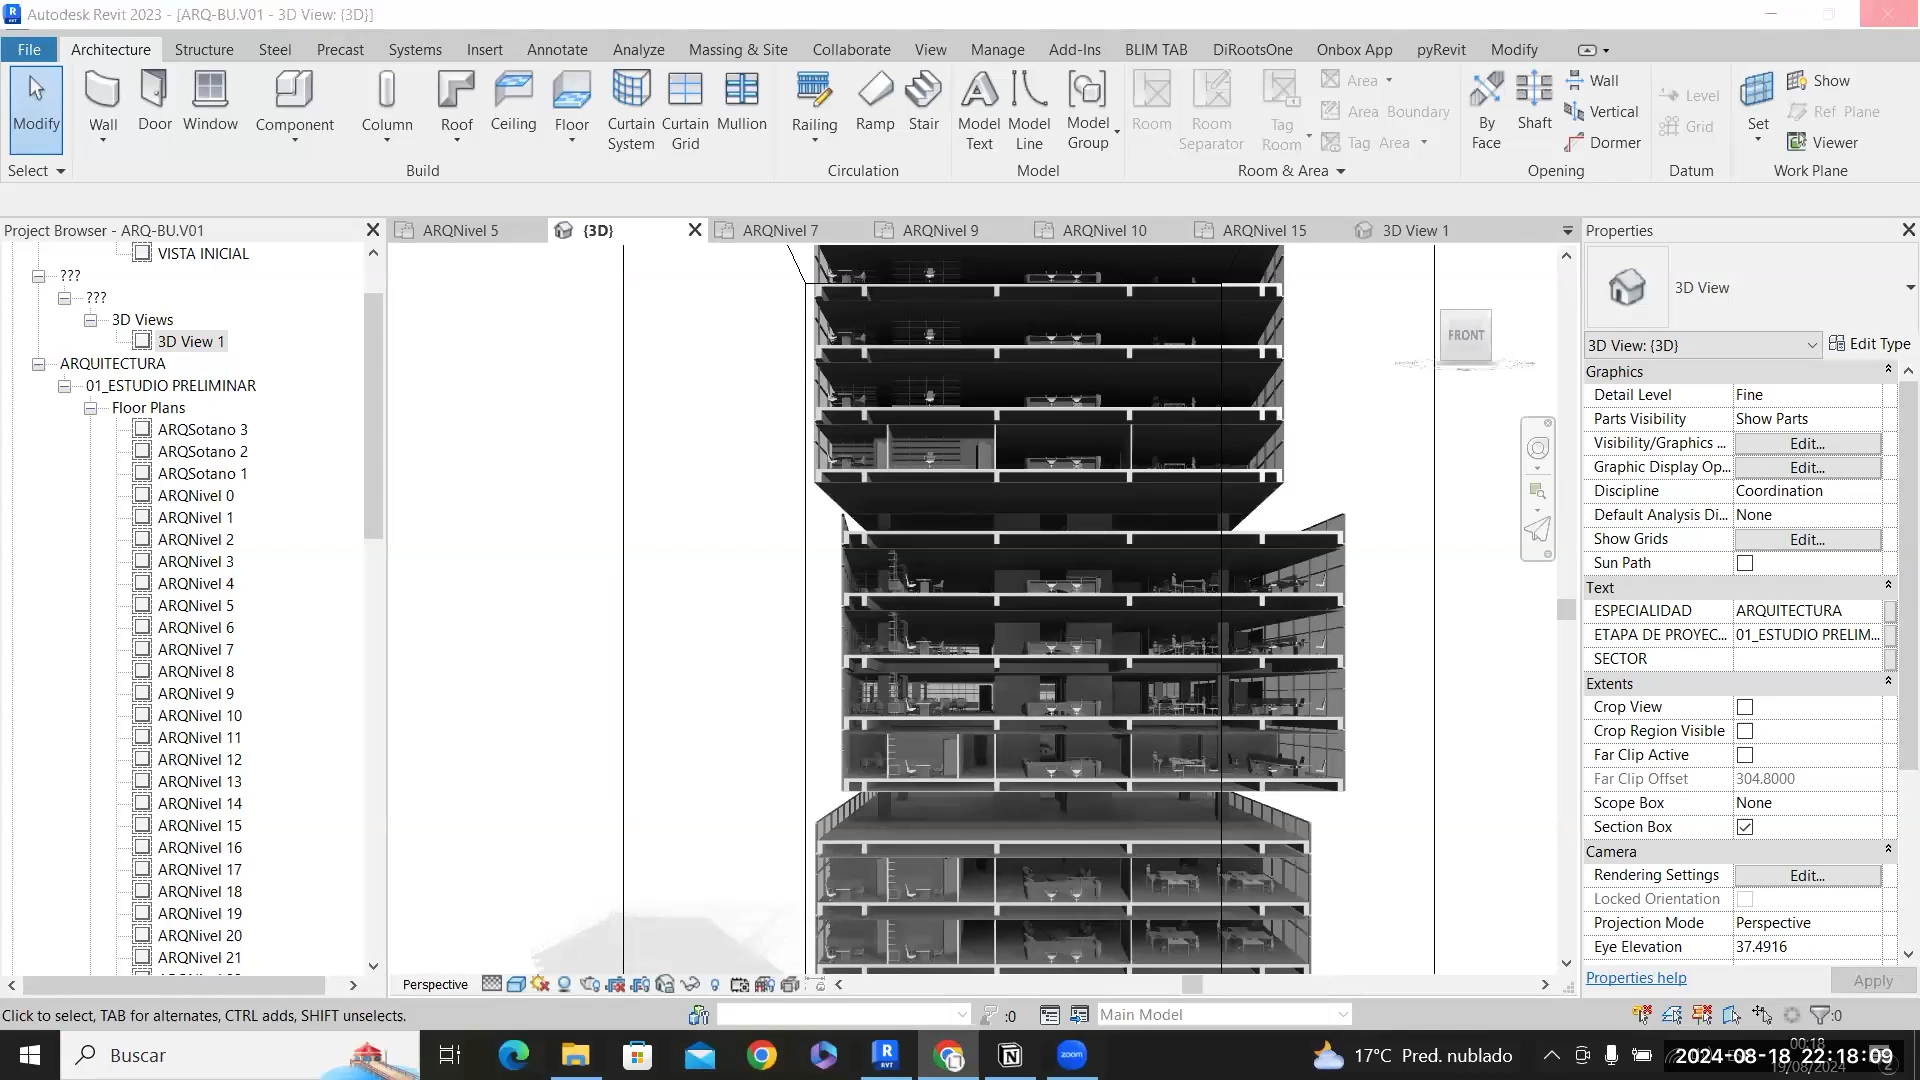 Autodesk Revit 2023 - [ARQ-BU.V01 - 3D View: {3D}]
File Architecture Structure Steel Precast Systems Insert Annotate Analyze Massing & Site Collaborate View Manage Add-Ins BLIM TAB DiRootsOne Onbox App pyRevit Modify
Modify
Wall
Door
Window
Component
Column
Roof
Ceiling
Floor
Curtain System
Curtain Grid
Mullion
Railing
Ramp
Stair
Model Text
Model Line
Model Group
Room
Room Separator
Tag Room
Area
Area Boundary
Tag Area
By Face
Shaft
Wall
Vertical
Dormer
Level
Grid
Set
Show
Ref Plane
Viewer
Select Build Circulation Model Room & Area Opening Datum Work Plane
Project Browser - ARQ-BU.V01
VISTA INICIAL
???
???
3D Views
3D View 1
ARQUITECTURA
01_ESTUDIO PRELIMINAR
Floor Plans
ARQSotano 3
ARQSotano 2
ARQSotano 1
ARQNivel 0
ARQNivel 1
ARQNivel 2
ARQNivel 3
ARQNivel 4
ARQNivel 5
ARQNivel 6
ARQNivel 7
ARQNivel 8
ARQNivel 9
ARQNivel 10
ARQNivel 11
ARQNivel 12
ARQNivel 13
ARQNivel 14
ARQNivel 15
ARQNivel 16
ARQNivel 17
ARQNivel 18
ARQNivel 19
ARQNivel 20
ARQNivel 21
ARQNivel 5 {3D} ARQNivel 7 ARQNivel 9 ARQNivel 10 ARQNivel 15 3D View 1
FRONT
Perspective
Properties
3D View
3D View: {3D} Edit Type
Graphics
Detail Level Fine
Parts Visibility Show Parts
Visibility/Graphics ... Edit...
Graphic Display Op... Edit...
Discipline Coordination
Default Analysis Di... None
Show Grids Edit...
Sun Path
Text
ESPECIALIDAD ARQUITECTURA
ETAPA DE PROYEC... 01_ESTUDIO PRELIM...
SECTOR
Extents
Crop View
Crop Region Visible
Far Clip Active
Far Clip Offset 304.8000
Scope Box None
Section Box
Camera
Rendering Settings Edit...
Locked Orientation
Projection Mode Perspective
Eye Elevation 37.4916
Properties help Apply
Click to select, TAB for alternates, CTRL adds, SHIFT unselects. :0 Main Model :0
Buscar
RVT
zoom
17°C Pred. nublado
00:18
2024-08-18 22:18:09
19/08/2024
2